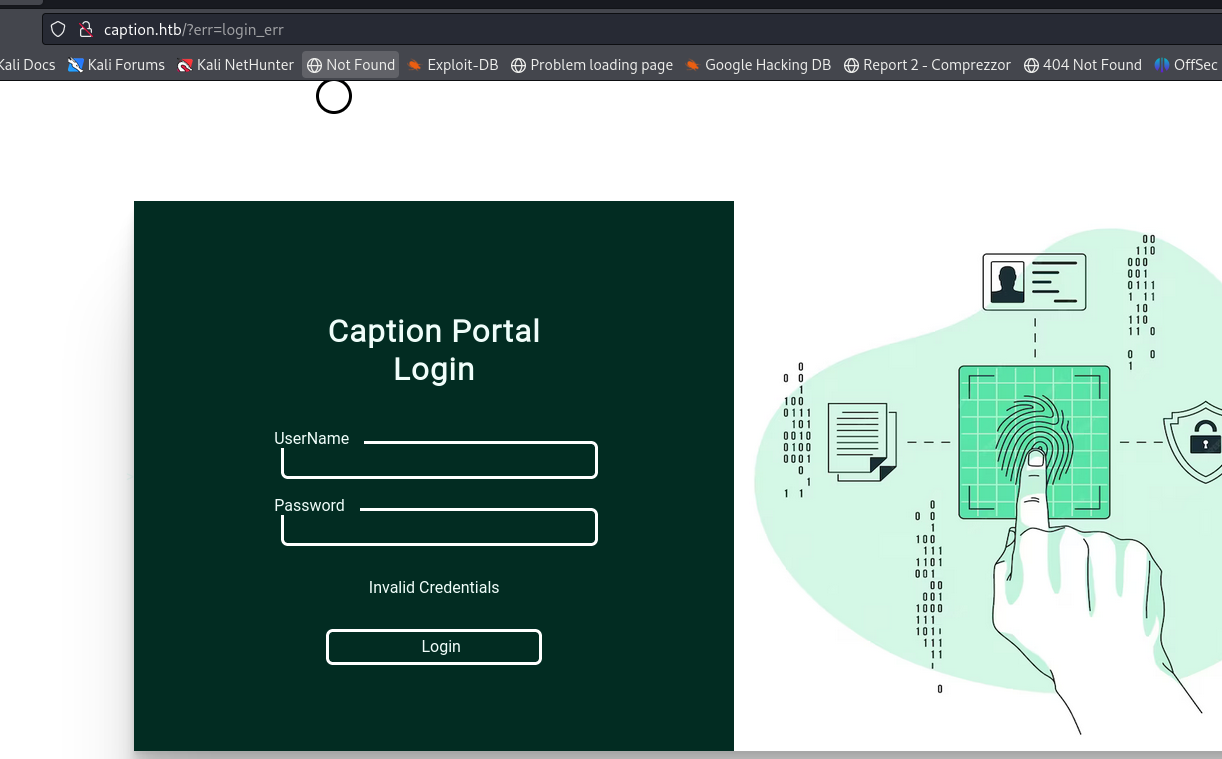 caption.htb/?err=login_err
Kali Docs Kali Forums Kali NetHunter Not Found Exploit-DB Problem loading page Google Hacking DB Report 2 - Comprezzor 404 Not Found OffSec
Caption Portal
Login
UserName
Password
Invalid Credentials
Login